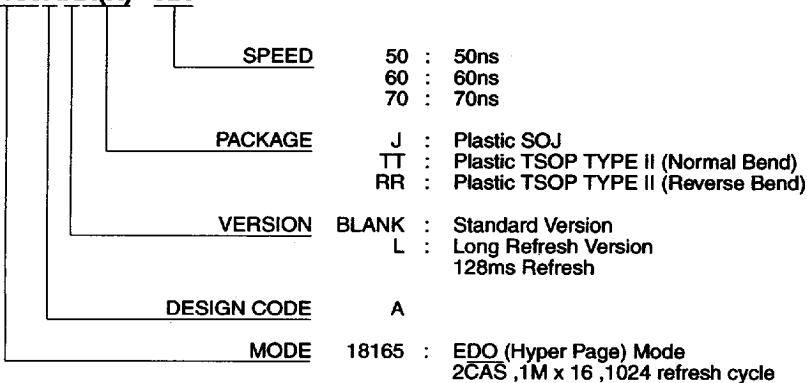 SPEED 50 : 50ns
60 : 60ns
70 : 70ns
PACKAGE J : Plastic SOJ
TT : Plastic TSOP TYPE II (Normal Bend)
RR : Plastic TSOP TYPE II (Reverse Bend)
VERSION BLANK : Standard Version
L : Long Refresh Version
128ms Refresh
DESIGN CODE A
MODE 18165 : EDO (Hyper Page) Mode
2CAS ,1M x 16 ,1024 refresh cycle